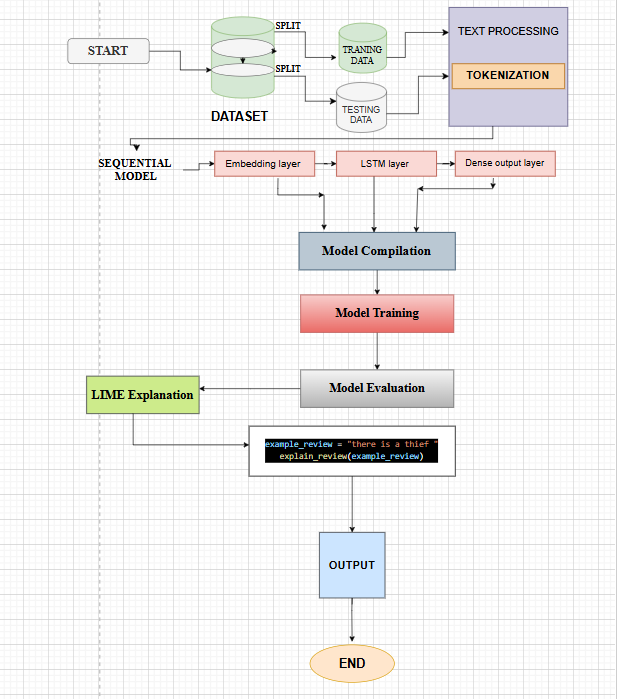 START
SPLIT
SPLIT
DATASET
TRANING
DATA
TESTING
DATA
TEXT PROCESSING
TOKENIZATION
SEQUENTIAL
MODEL
Embedding layer
LSTM layer
Dense output layer
Model Compilation
Model Training
Model Evaluation
LIME Explanation
example_review = "there is a thief "
explain_review(example_review)
OUTPUT
END